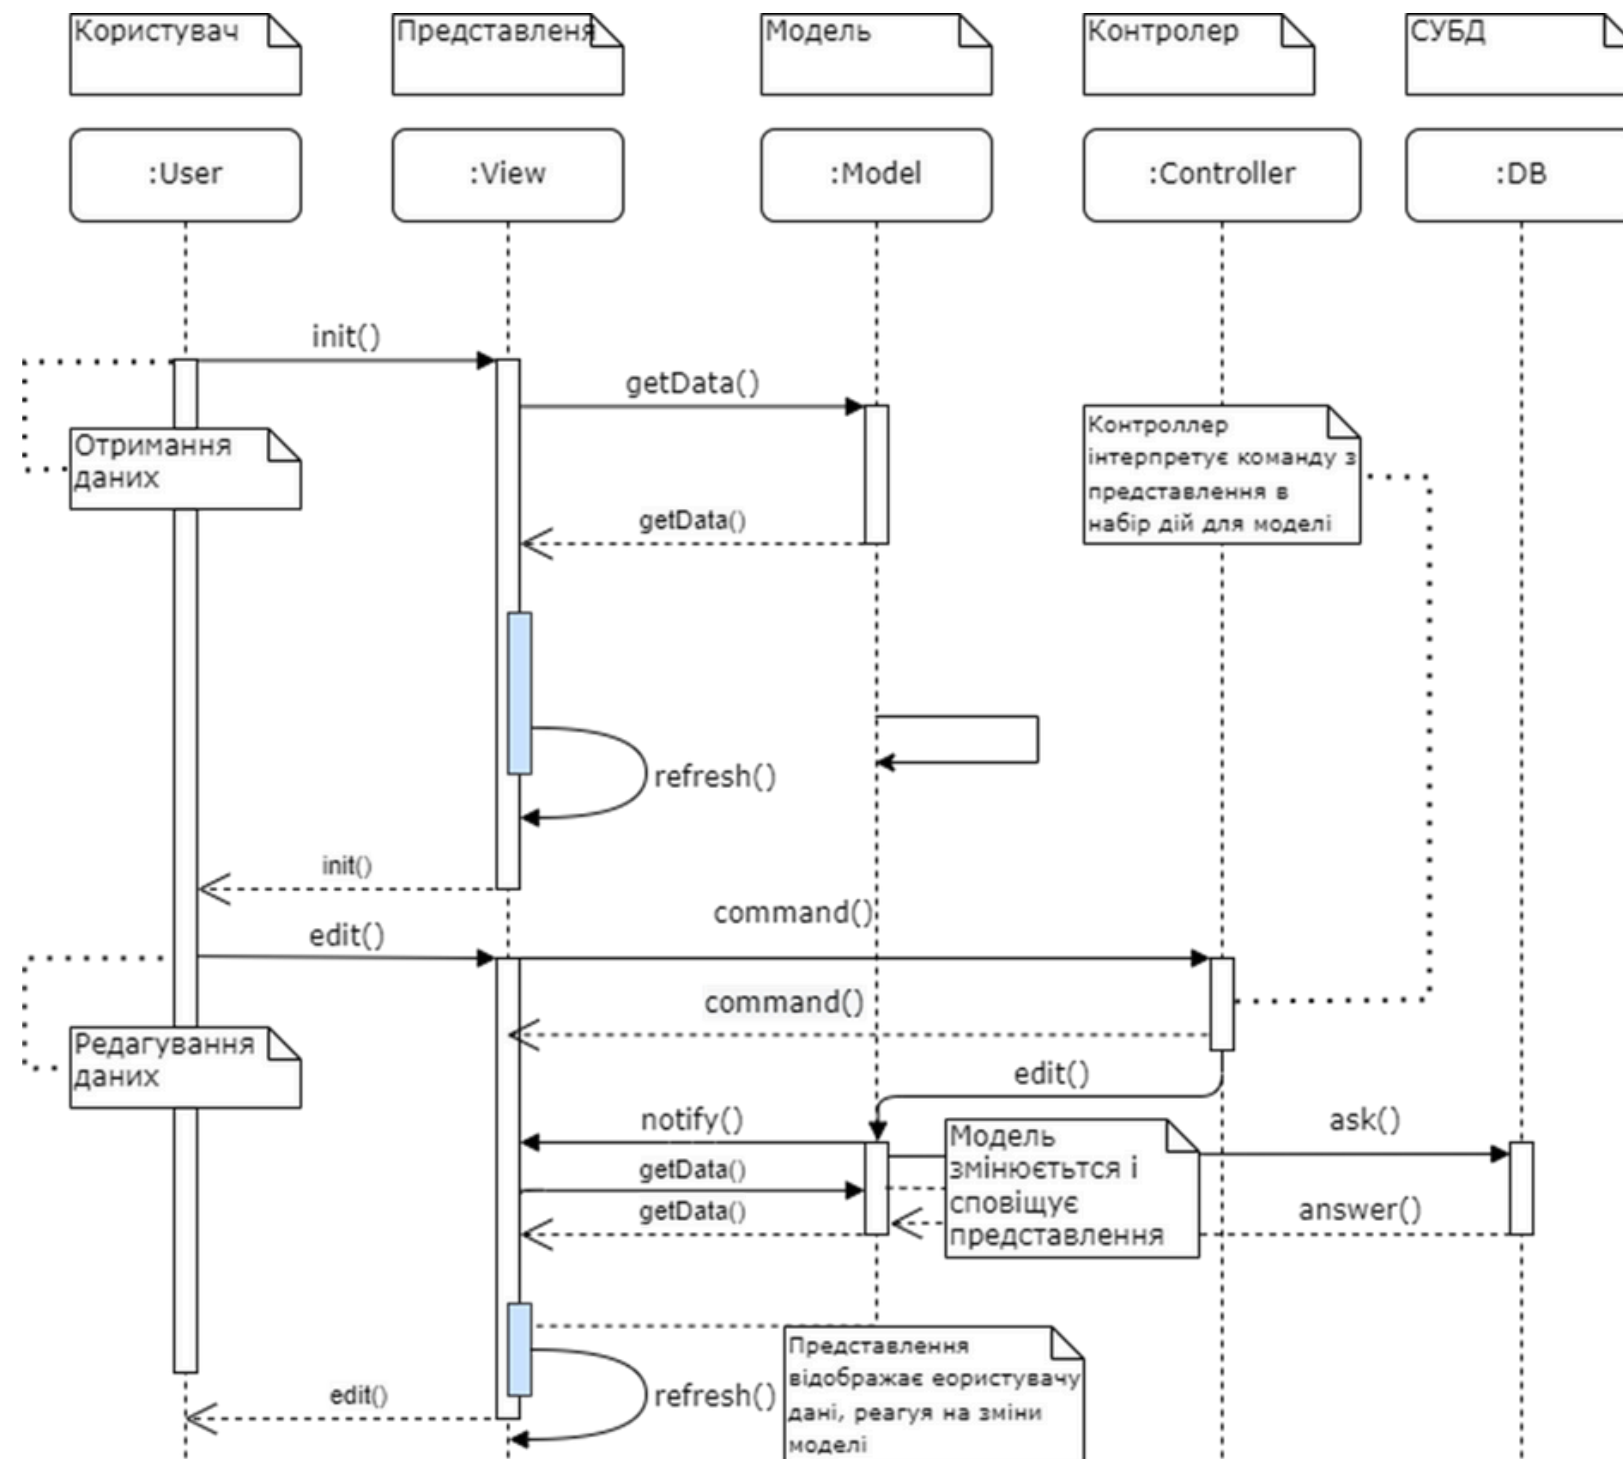 Користувач
Представленя
Модель
Контролер
СУБД
:User
:View
:Model
:Controller
:DB
init()
getData()
Отримання
даних
Контроллер
інтерпретує команду з
представлення в
набір дій для моделі
getData()
refresh()
init()
command()
edit()
command()
Редагування
даних
edit()
notify()
ask()
Модель
змінюєтьтся і
сповіщує
представлення
getData()
getData()
answer()
Представлення
відображає еористувачу
дані, реагуя на зміни
моделі
edit()
refresh()